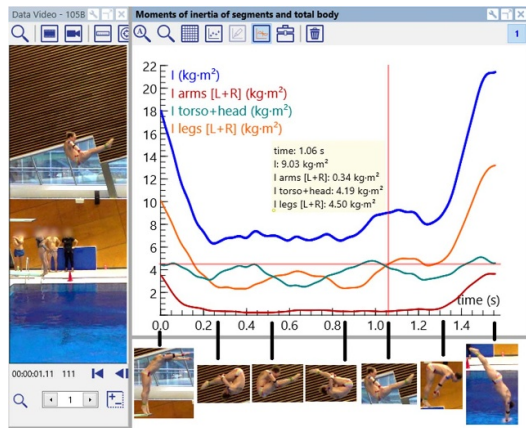 Data Video - 105B
Moments of inertia of segments and total body
1
I (kg·m²)
I arms [L+R] (kg·m²)
I torso+head (kg·m²)
I legs [L+R] (kg·m²)
time: 1.06 s
I: 9.03 kg·m²
I arms [L+R]: 0.34 kg·m²
I torso+head: 4.19 kg·m²
I legs [L+R]: 4.50 kg·m²
22
20
18
16
14
12
10
8
6
4
2
time (s)
0.0 0.2 0.4 0.6 0.8 1.0 1.2 1.4
00:00:01.11 111
1